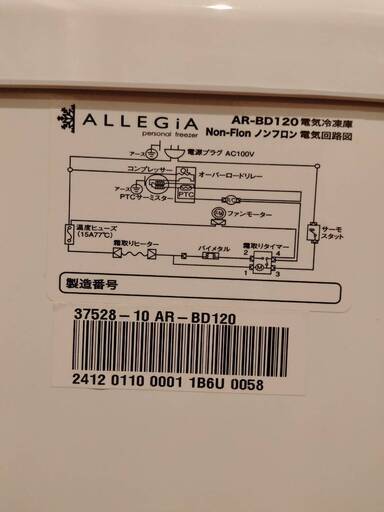 ALLEGiA
personal freezer
AR-BD120 電気冷凍庫
Non-Flon ノンフロン 電気回路図
アース
電源プラグ AC100V
コンプレッサー
OL
オーバーロードリレー
アース
PTC
PTCサーミスター
C
ファンモーター
温度ヒューズ
(15A77℃)
霜取りヒーター
バイメタル
霜取りタイマー
2 4
M
1 3
サーモ
スタット
製造番号
37528-10 AR-BD120
2412 0110 0001 1B6U 0058